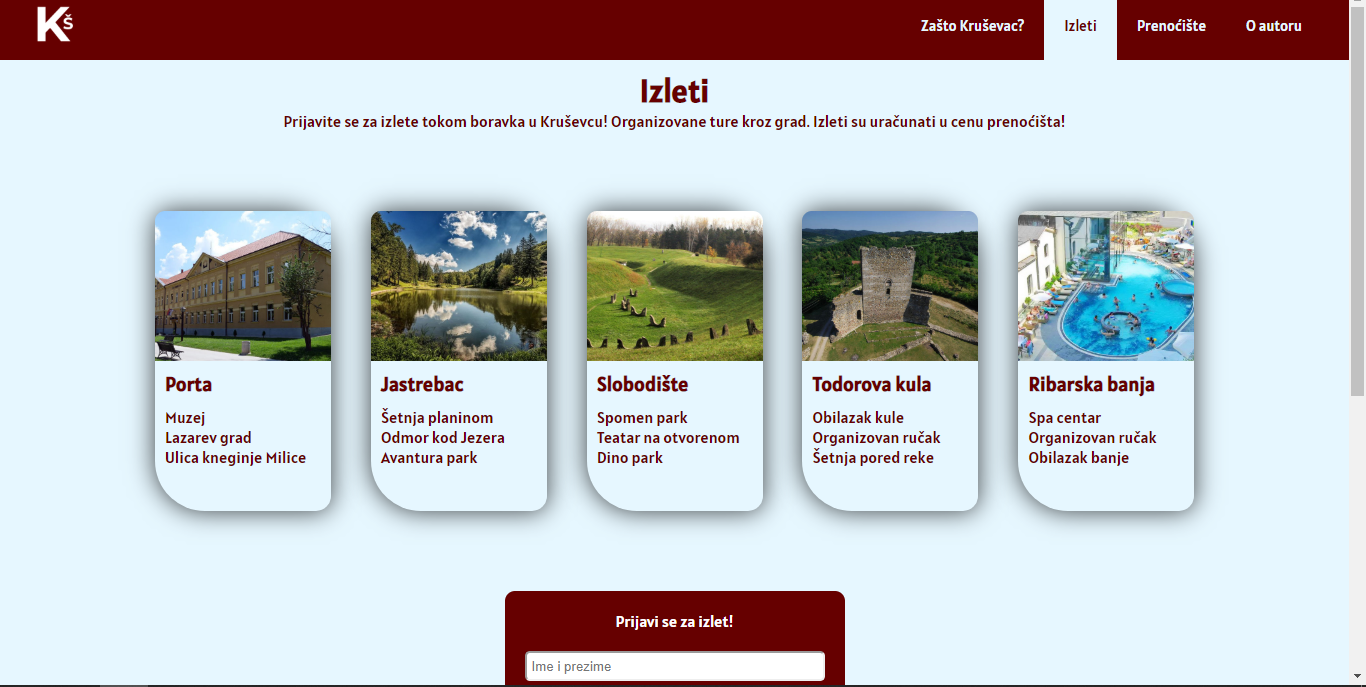 Kš
Zašto Kruševac? Izleti Prenoćište O autoru
Izleti
Prijavite se za izlete tokom boravka u Kruševcu! Organizovane ture kroz grad. Izleti su uračunati u cenu prenoćišta!
Porta
Muzej
Lazarev grad
Ulica kneginje Milice
Jastrebac
Šetnja planinom
Odmor kod Jezera
Avantura park
Slobodište
Spomen park
Teatar na otvorenom
Dino park
Todorova kula
Obilazak kule
Organizovan ručak
Šetnja pored reke
Ribarska banja
Spa centar
Organizovan ručak
Obilazak banje
Prijavi se za izlet!
Ime i prezime